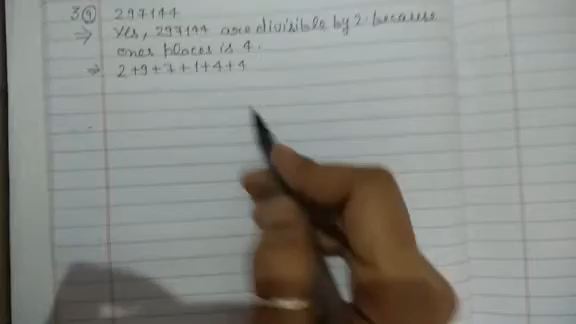 3 (a) 297144
⇒ Yes, 297144 are divisible by 2. because
ones places is 4.
⇒ 2+9+7+1+4+4